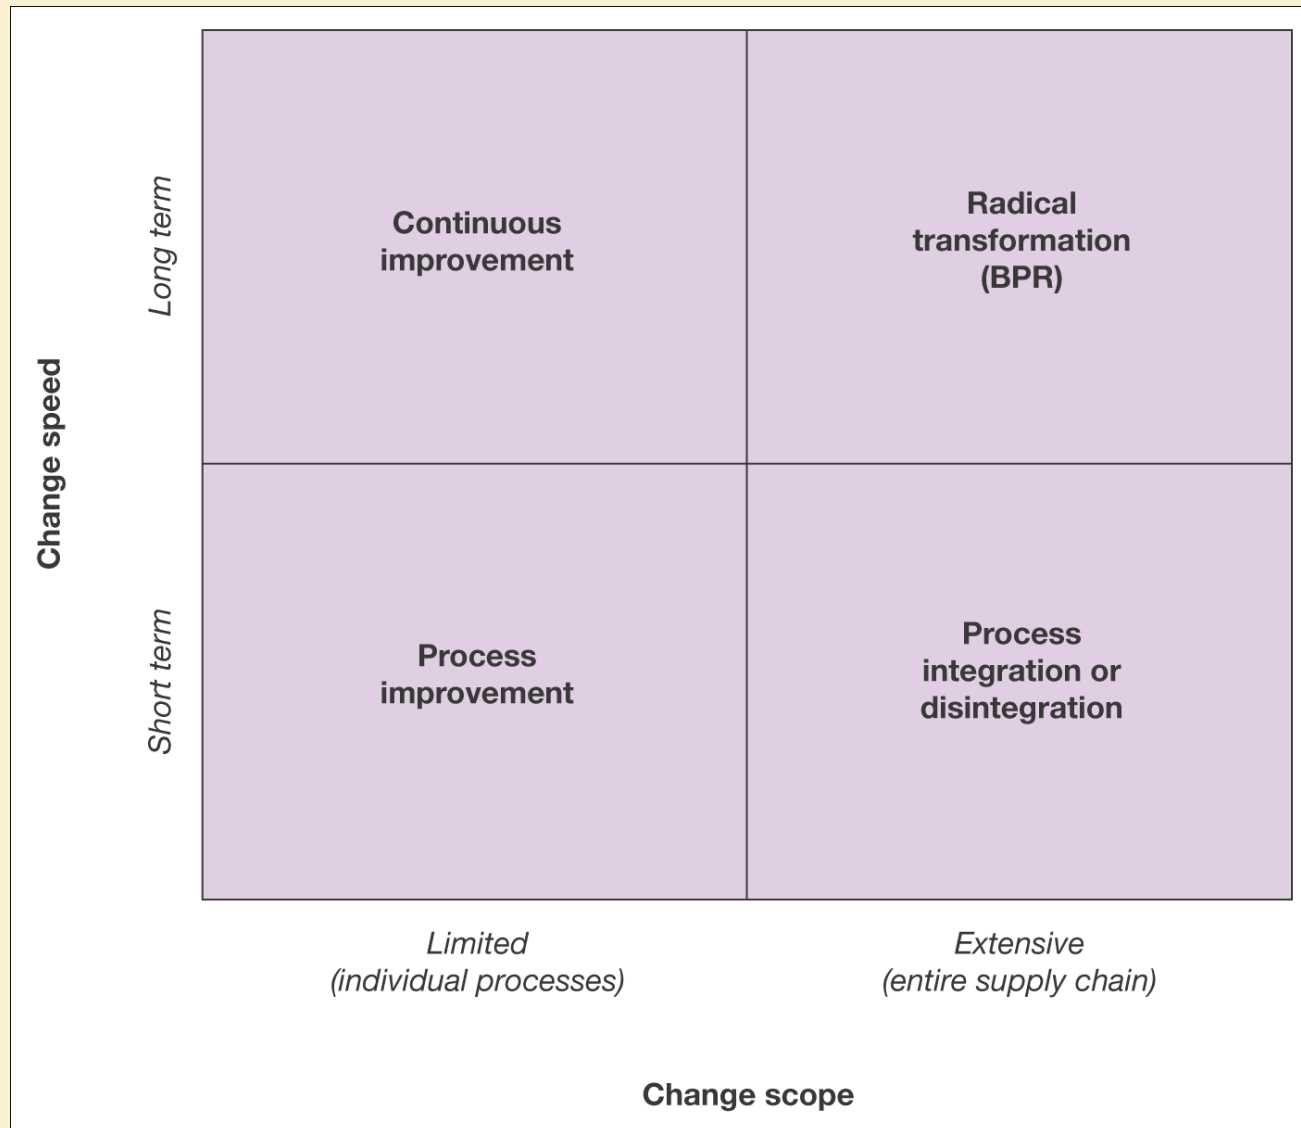 Change speed
Long term
Continuous
improvement
Radical
transformation
(BPR)
Short term
Process
improvement
Process
integration or
disintegration
Limited
(individual processes)
Extensive
(entire supply chain)
Change scope